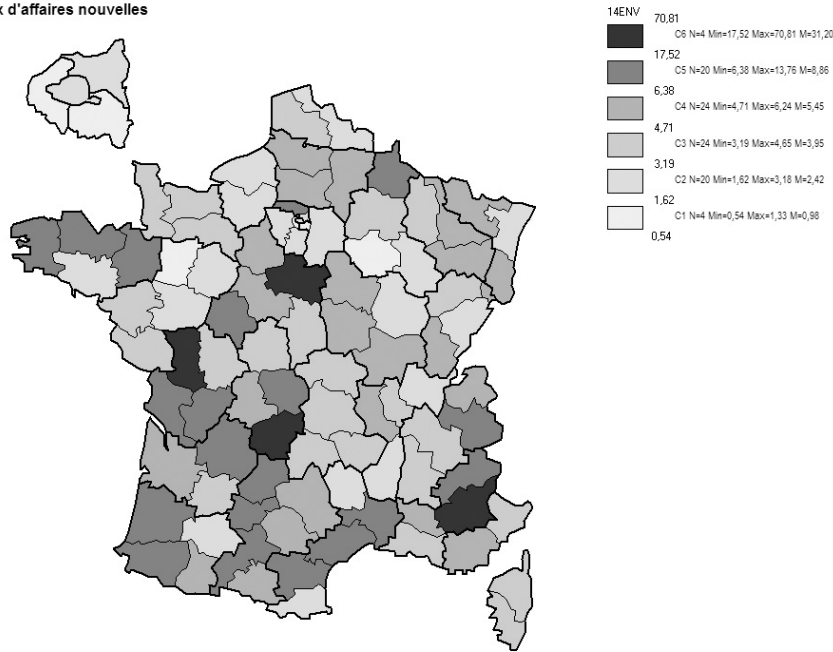 x d'affaires nouvelles
14ENV
70,81
C6 N=4 Min=17,52 Max=70,81 M=31,20
17,52
C5 N=20 Min=6,38 Max=13,76 M=8,86
6,38
C4 N=24 Min=4,71 Max=6,24 M=5,45
4,71
C3 N=24 Min=3,19 Max=4,65 M=3,95
3,19
C2 N=20 Min=1,62 Max=3,18 M=2,42
1,62
C1 N=4 Min=0,54 Max=1,33 M=0,98
0,54